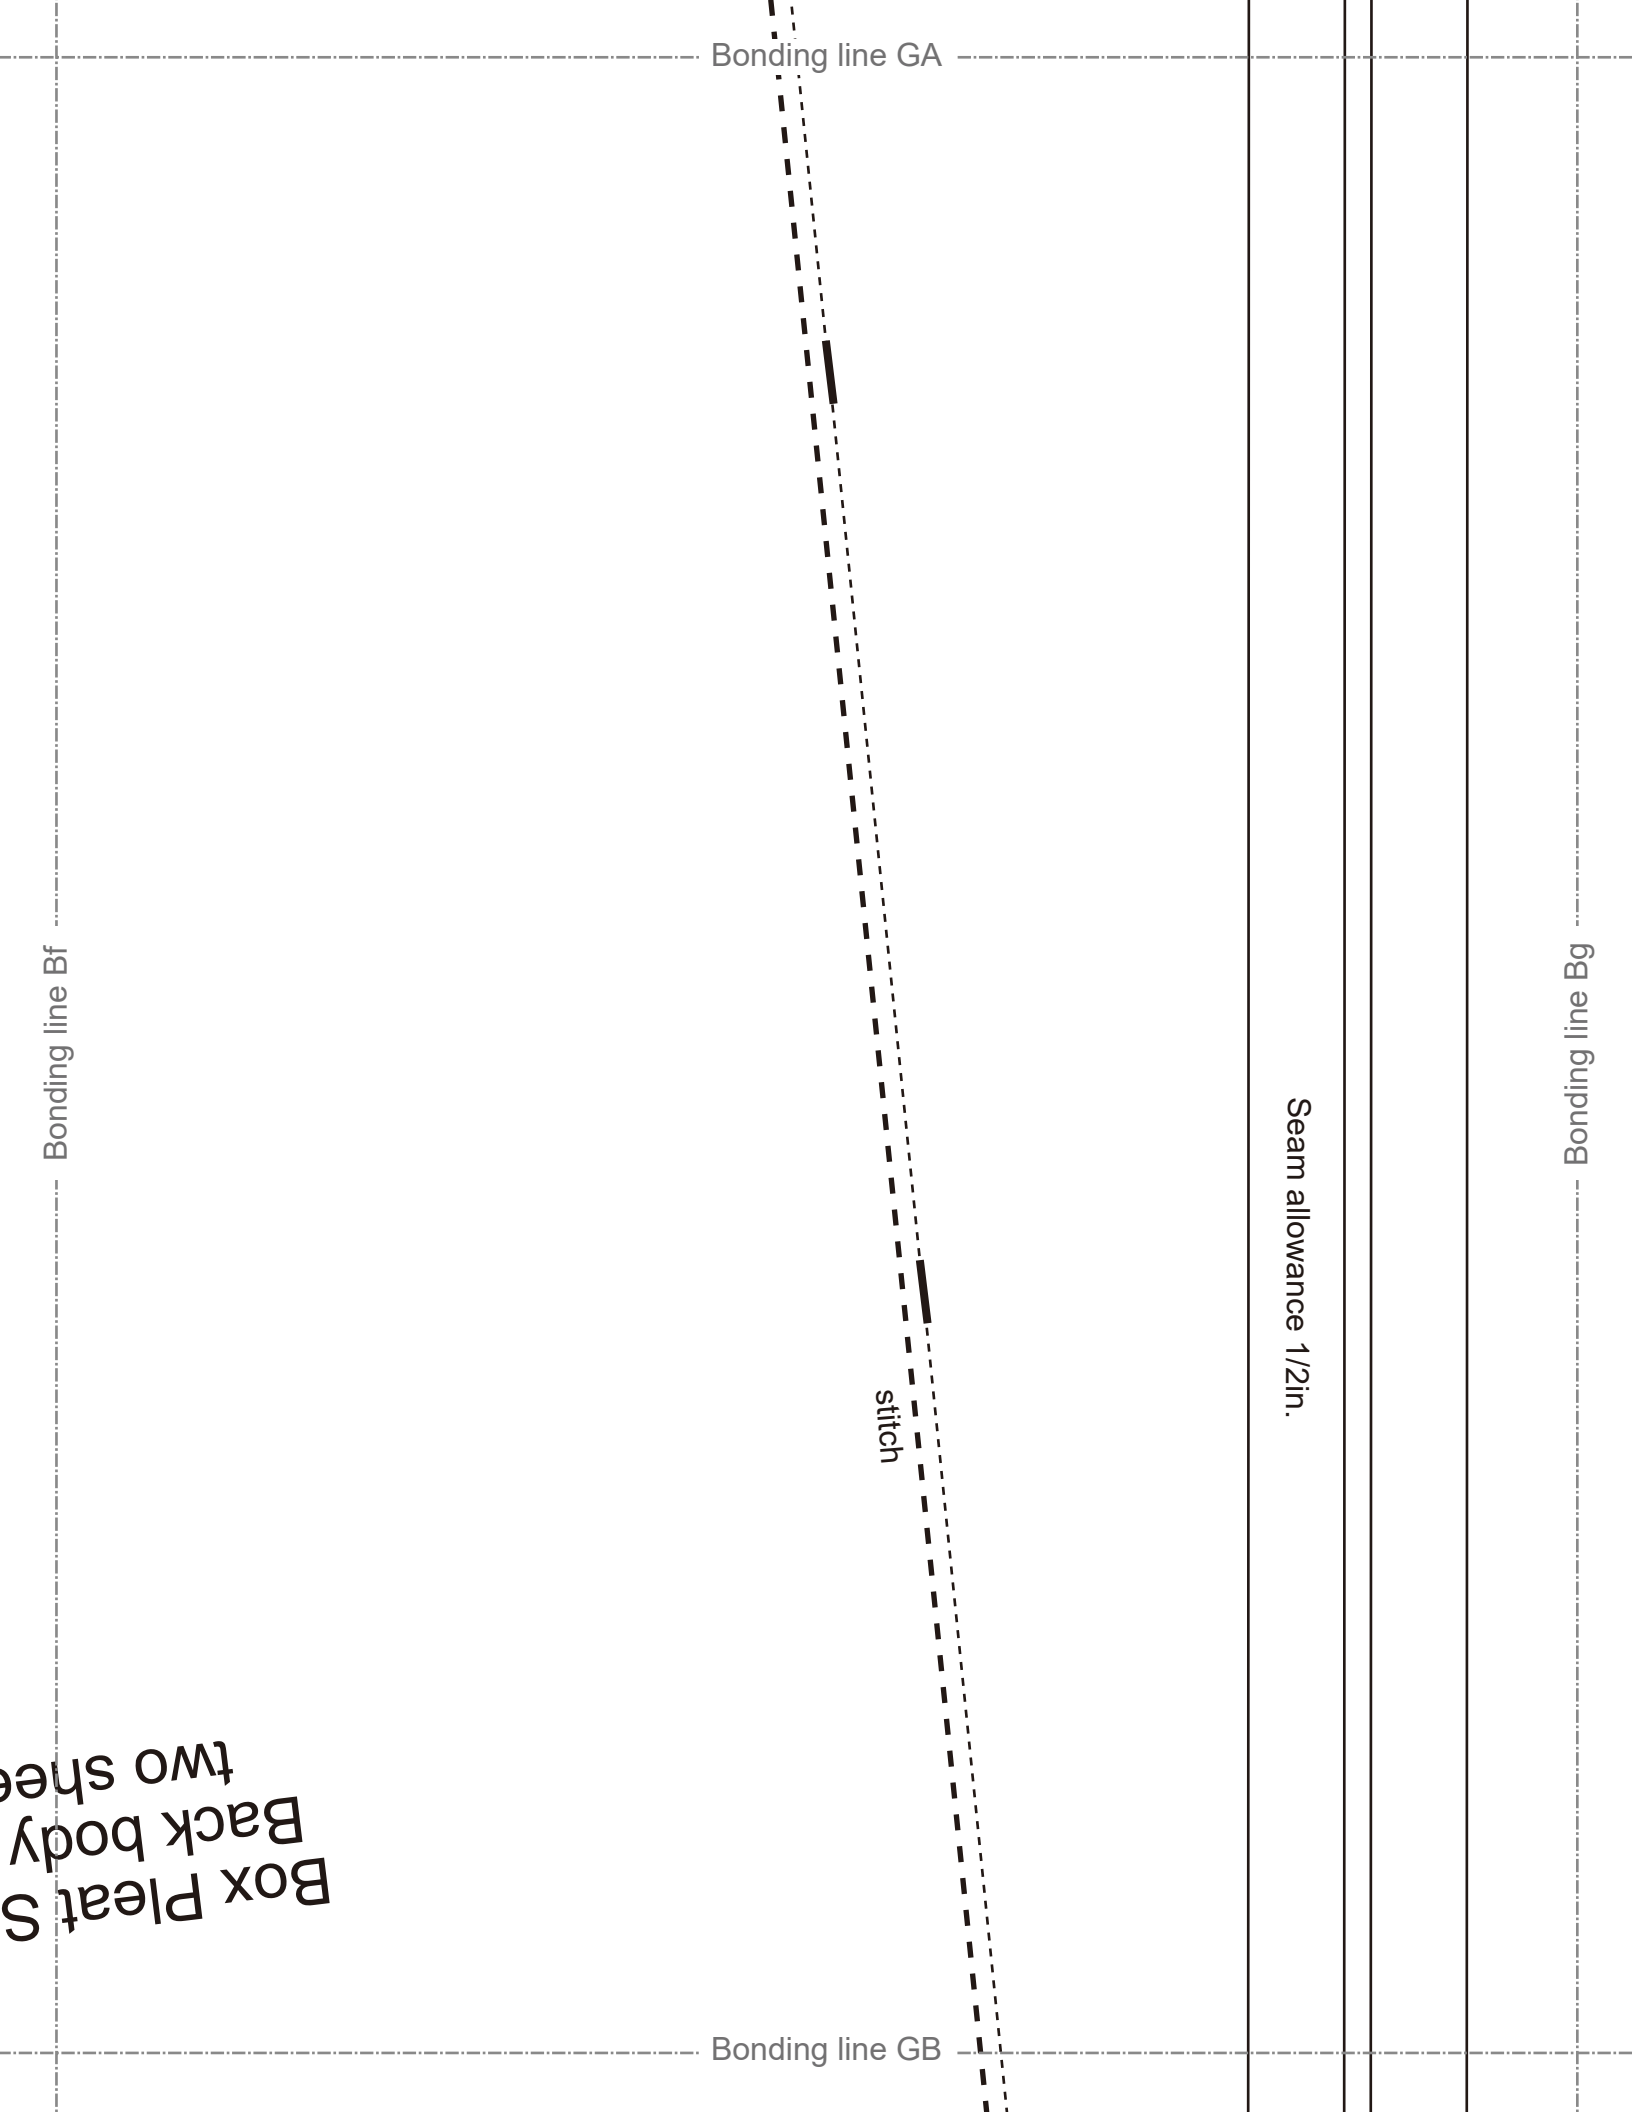 Bonding line GA
Bonding line Bf
Bonding line Bg
Seam allowance 1/2in.
stitch
Box Pleat S
Back body
two shee
Bonding line GB